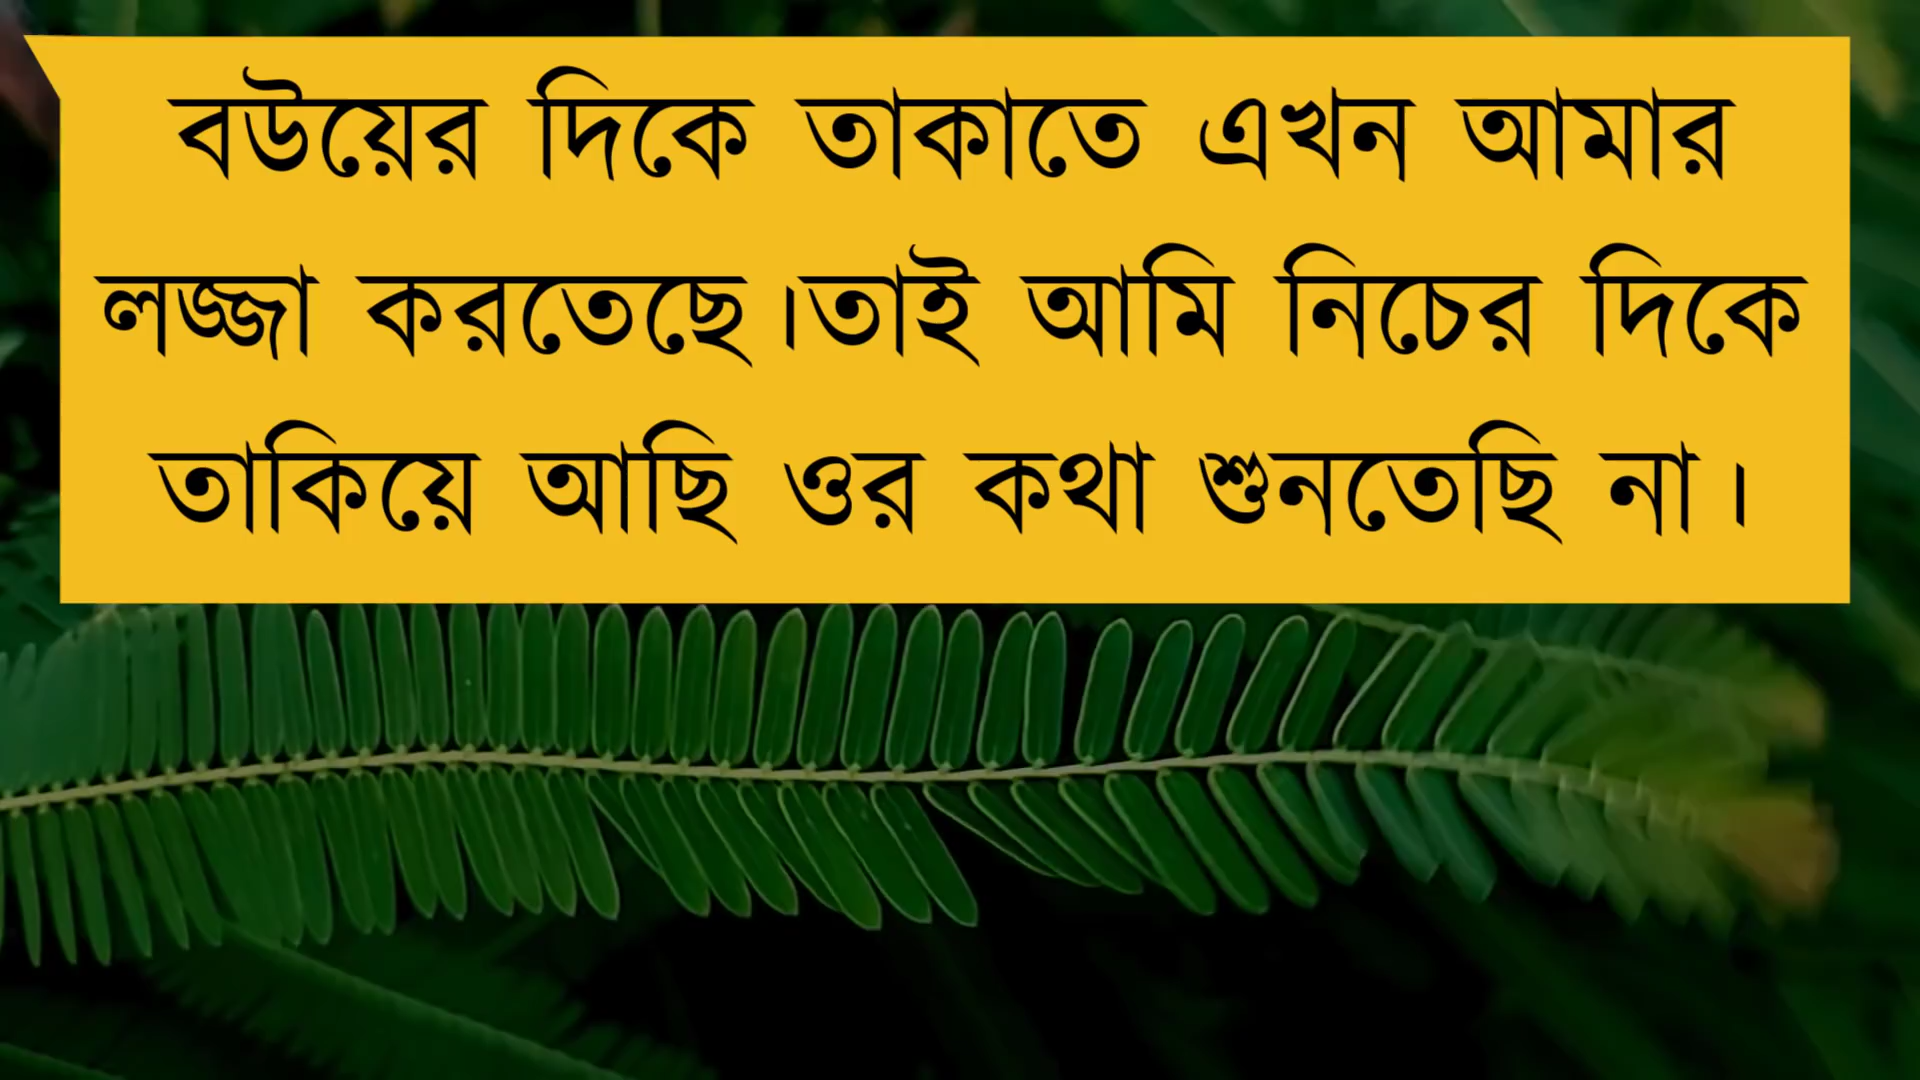 বউয়ের দিকে তাকাতে এখন আমার
লজ্জা করতেছে।তাই আমি নিচের দিকে
তাকিয়ে আছি ওর কথা শুনতেছি না।